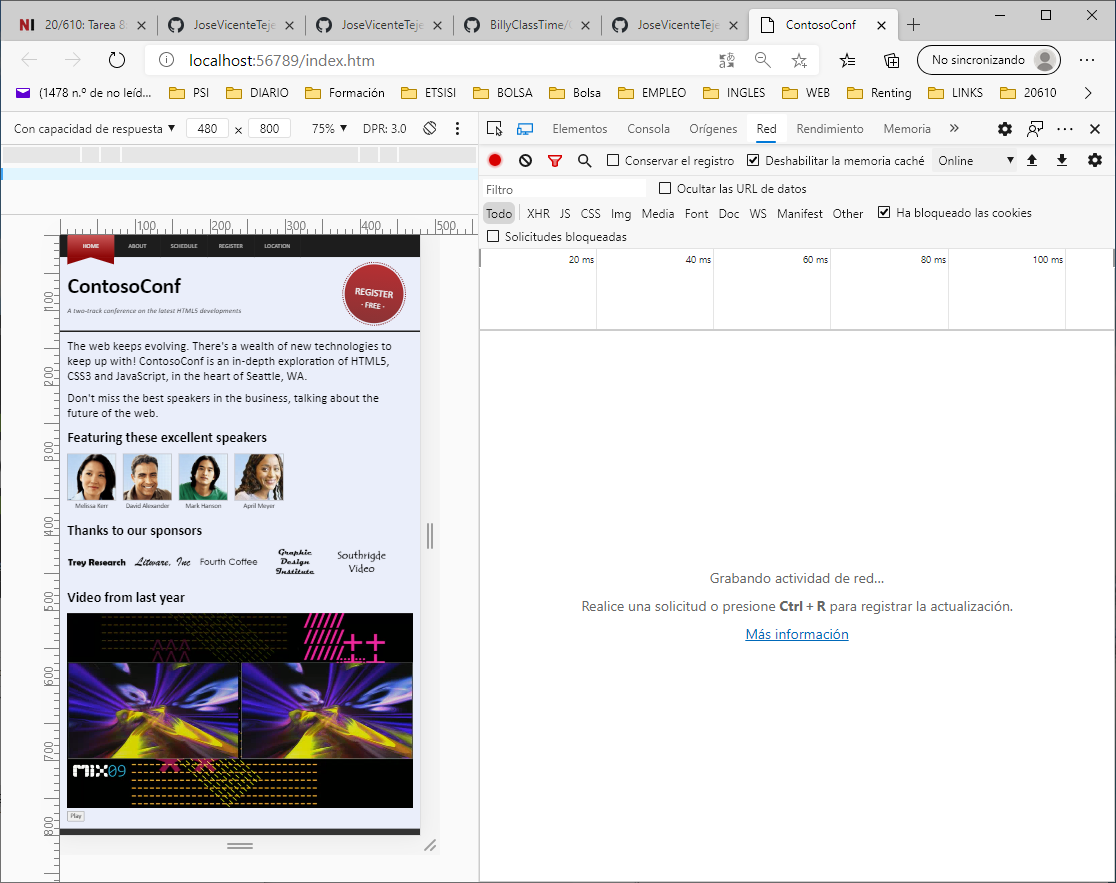 20/610: Tarea 8:
JoseVicenteTeje
JoseVicenteTeje
BillyClassTime/
JoseVicenteTeje
ContosoConf
localhost:56789/index.htm
No sincronizando
(1478 n.º de no leíd...
PSI
DIARIO
Formación
ETSISI
BOLSA
Bolsa
EMPLEO
INGLES
WEB
Renting
LINKS
20610
Con capacidad de respuesta ▼ 480 × 800 75% ▼ DPR: 3.0
Elementos Consola Orígenes Red Rendimiento Memoria
Conservar el registro Deshabilitar la memoria caché Online ▼
Filtro Ocultar las URL de datos
Todo XHR JS CSS Img Media Font Doc WS Manifest Other Ha bloqueado las cookies
Solicitudes bloqueadas
20 ms 40 ms 60 ms 80 ms 100 ms
Grabando actividad de red...
Realice una solicitud o presione Ctrl + R para registrar la actualización.
Más información
100 200 300 400 500
100
200
300
400
500
600
700
800
HOME ABOUT SCHEDULE REGISTER LOCATION
ContosoConf
A two-track conference on the latest HTML5 developments
REGISTER
- FREE -
The web keeps evolving. There's a wealth of new technologies to
keep up with! ContosoConf is an in-depth exploration of HTML5,
CSS3 and JavaScript, in the heart of Seattle, WA.
Don't miss the best speakers in the business, talking about the
future of the web.
Featuring these excellent speakers
Melissa Kerr David Alexander Mark Hanson April Meyer
Thanks to our sponsors
Trey Research
Litware, Inc
Fourth Coffee
Graphic
Design
Institute
Southrigde
Video
Video from last year
MIX09
Play